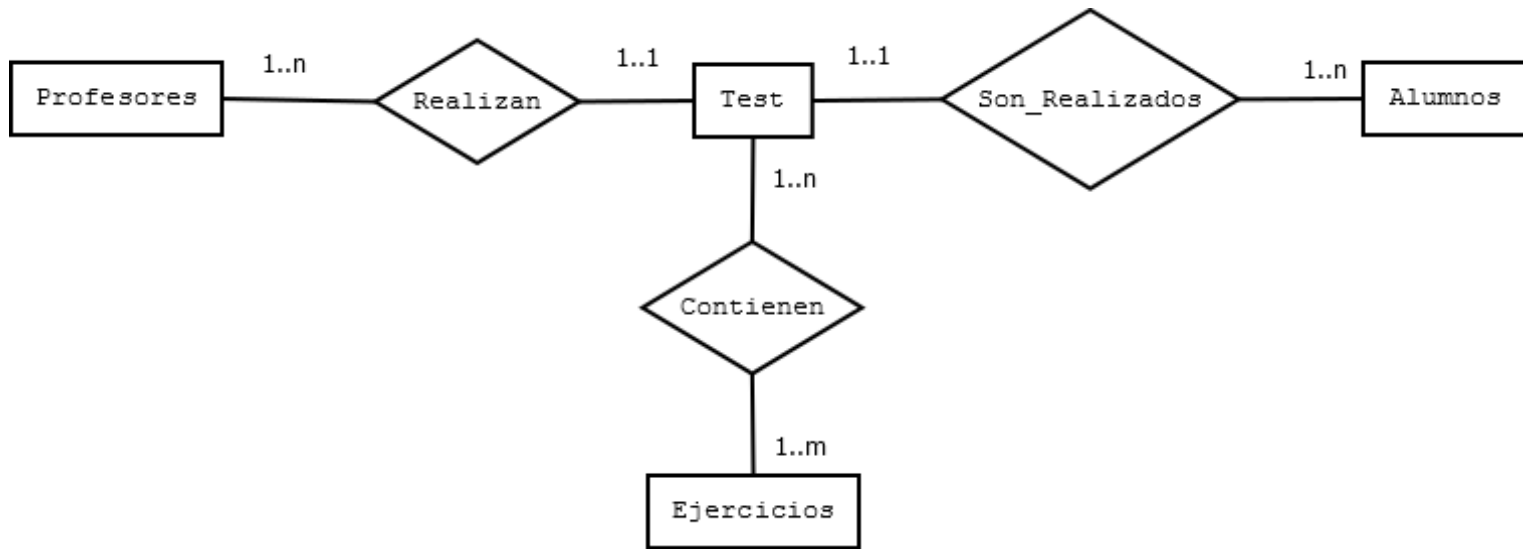 Profesores
1..n
Realizan
1..1
Test
1..1
Son_Realizados
1..n
Alumnos
1..n
Contienen
1..m
Ejercicios